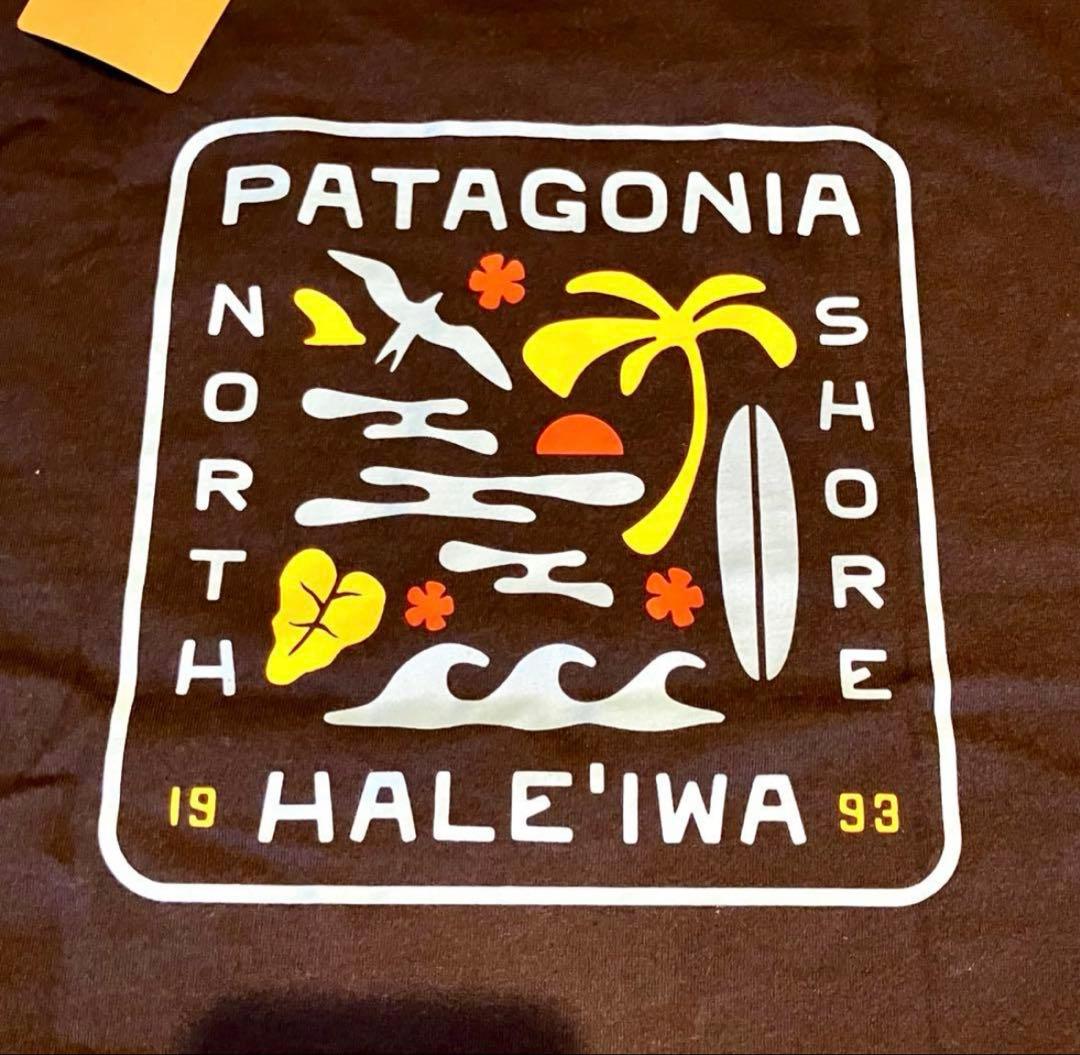 PATAGONIA
NORTH
SHORE
19 HALE'IWA 93